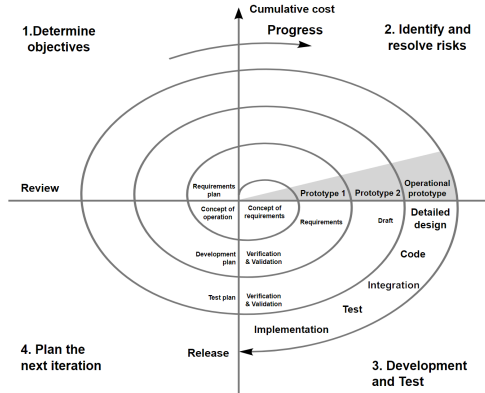 Cumulative cost
1.Determine
objectives
Progress
2. Identify and
resolve risks
Review
Requirements
plan
Prototype 1
Prototype 2
Operational
prototype
Concept of
operation
Concept of
requirements
Requirements
Draft
Detailed
design
Development
plan
Verification
& Validation
Code
Integration
Test plan
Verification
& Validation
Test
Implementation
Release
4. Plan the
next iteration
3. Development
and Test